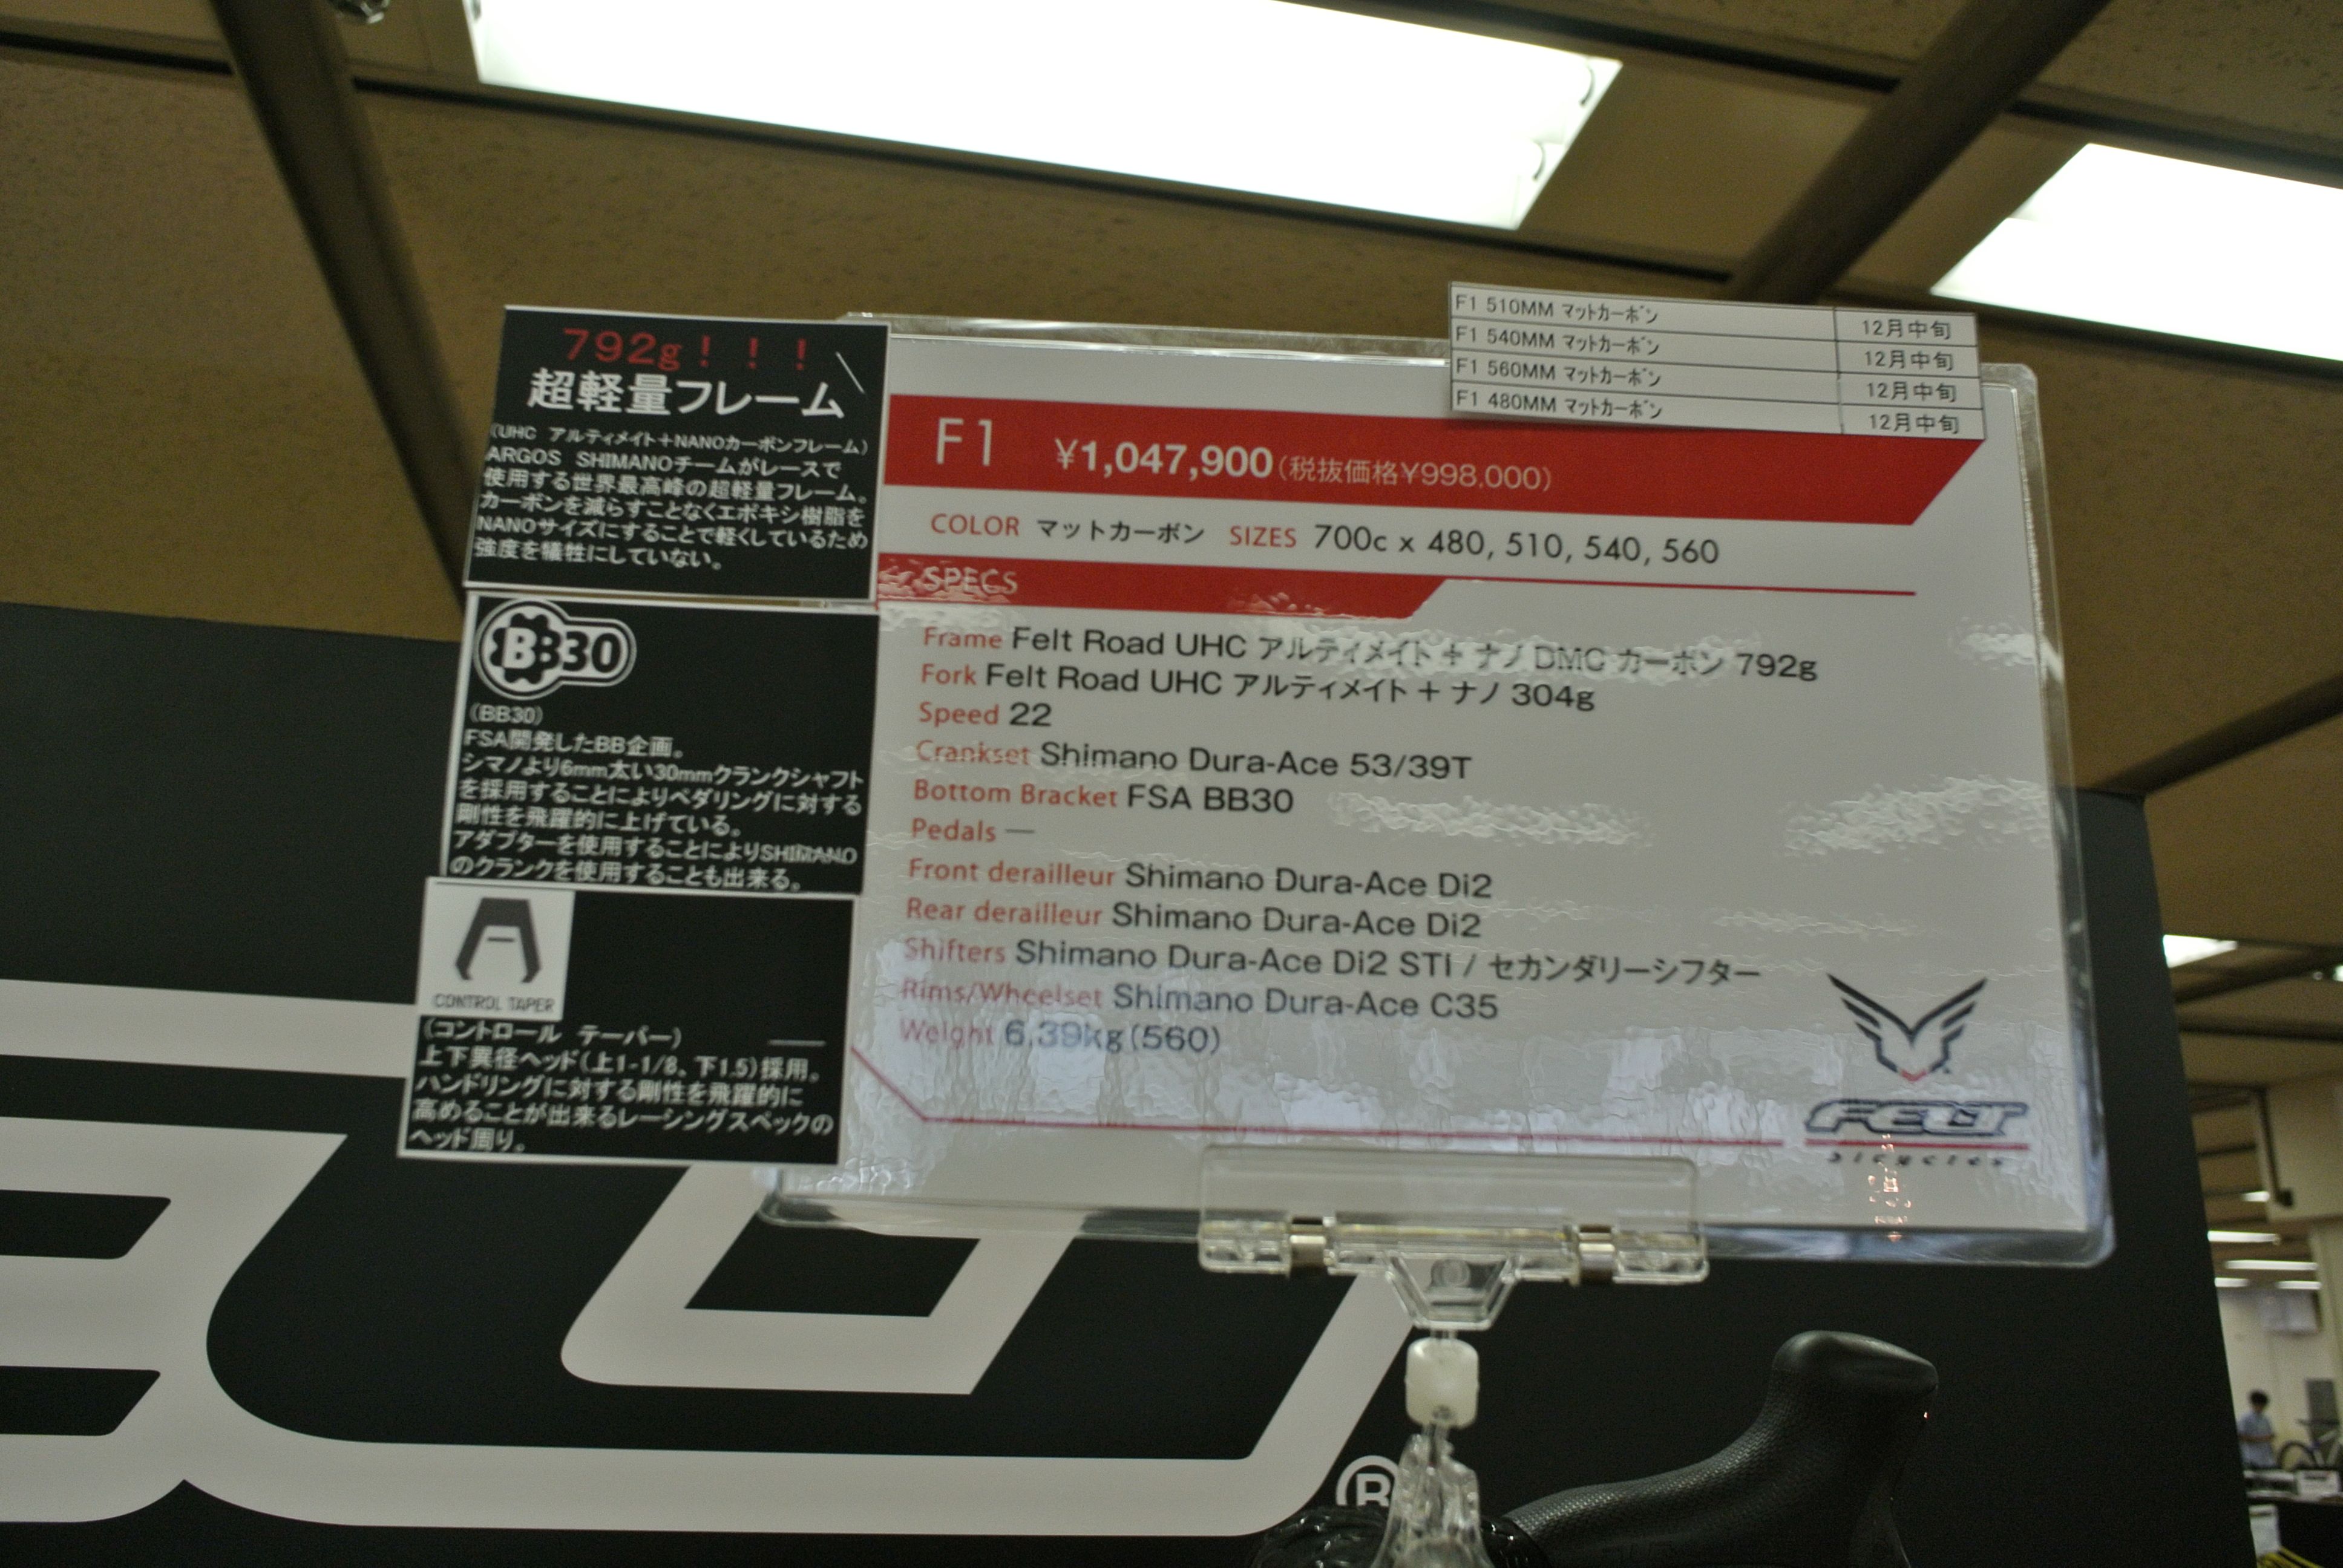 792g！！！
超軽量フレーム
(UHC アルティメイト＋NANOカーボンフレーム)
ARGOS SHIMANOチームがレースで
使用する世界最高峰の超軽量フレーム。
カーボンを減らすことなくエポキシ樹脂を
NANOサイズにすることで軽くしているため
強度を犠牲にしていない。
BB30
(BB30)
FSA開発したBB企画。
シマノより6mm太い30mmクランクシャフト
を採用することによりペダリングに対する
剛性を飛躍的に上げている。
アダプターを使用することによりSHIMANO
のクランクを使用することも出来る。
CONTROL TAPER
(コントロール テーパー)
上下異径ヘッド(上1-1/8、下1.5)採用。
ハンドリングに対する剛性を飛躍的に
高めることが出来るレーシングスペックの
ヘッド周り。
F1 510MM マットカーボン 12月中旬
F1 540MM マットカーボン 12月中旬
F1 560MM マットカーボン 12月中旬
F1 480MM マットカーボン 12月中旬
F1 ¥1,047,900(税抜価格¥998.000)
COLOR マットカーボン SIZES 700c x 480, 510, 540, 560
SPECS
Frame Felt Road UHC アルティメイト + ナノ DMC カーボン 792g
Fork Felt Road UHC アルティメイト + ナノ 304g
Speed 22
Crankset Shimano Dura-Ace 53/39T
Bottom Bracket FSA BB30
Pedals —
Front derailleur Shimano Dura-Ace Di2
Rear derailleur Shimano Dura-Ace Di2
Shifters Shimano Dura-Ace Di2 STI / セカンダリーシフター
Rims/Wheelset Shimano Dura-Ace C35
Weight 6.39kg(560)
FELT
bicycles
®